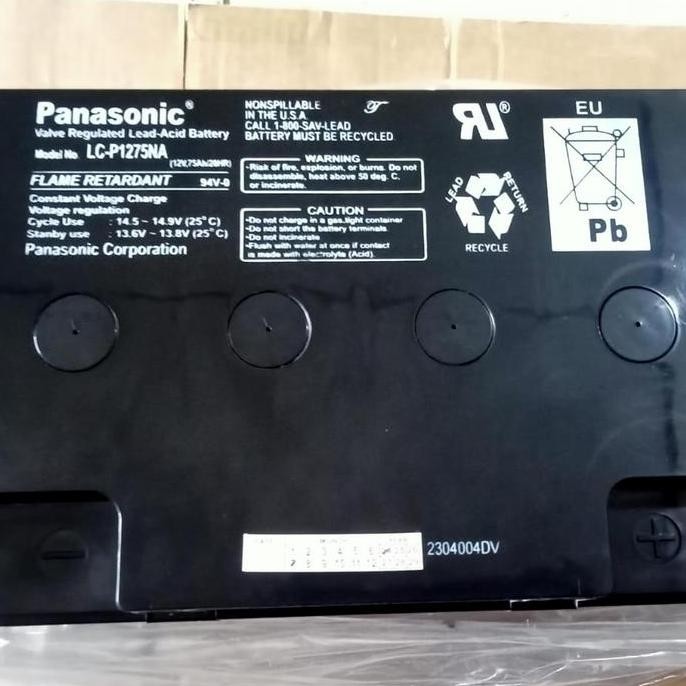 Panasonic®
Valve Regulated Lead-Acid Battery
Model No. LC-P1275NA
(12V,75Ah/20HR)
FLAME RETARDANT 94V-0
Constant Voltage Charge
Voltage regulation
Cycle Use : 14.5 ~ 14.9V (25°C)
Stanby use : 13.6V ~ 13.8V (25°C)
Panasonic Corporation
NONSPILLABLE
IN THE U.S.A.
CALL 1-800-SAV-LEAD
BATTERY MUST BE RECYCLED
WARNING
-Risk of fire, explosion, or burns. Do not
disassemble, heat above 50 deg. C.
or incinerate.
CAUTION
-Do not charge in a gas.tight container
-Do not short the battery terminals
-Do not incinerate
-Flush with water at once if contact
is made with electrolyte (Acid).
RU®
LEAD RETURN
RECYCLE
EU
Pb
1 2 3 4 5 6
8 9 10 11 12
2304004DV
- +